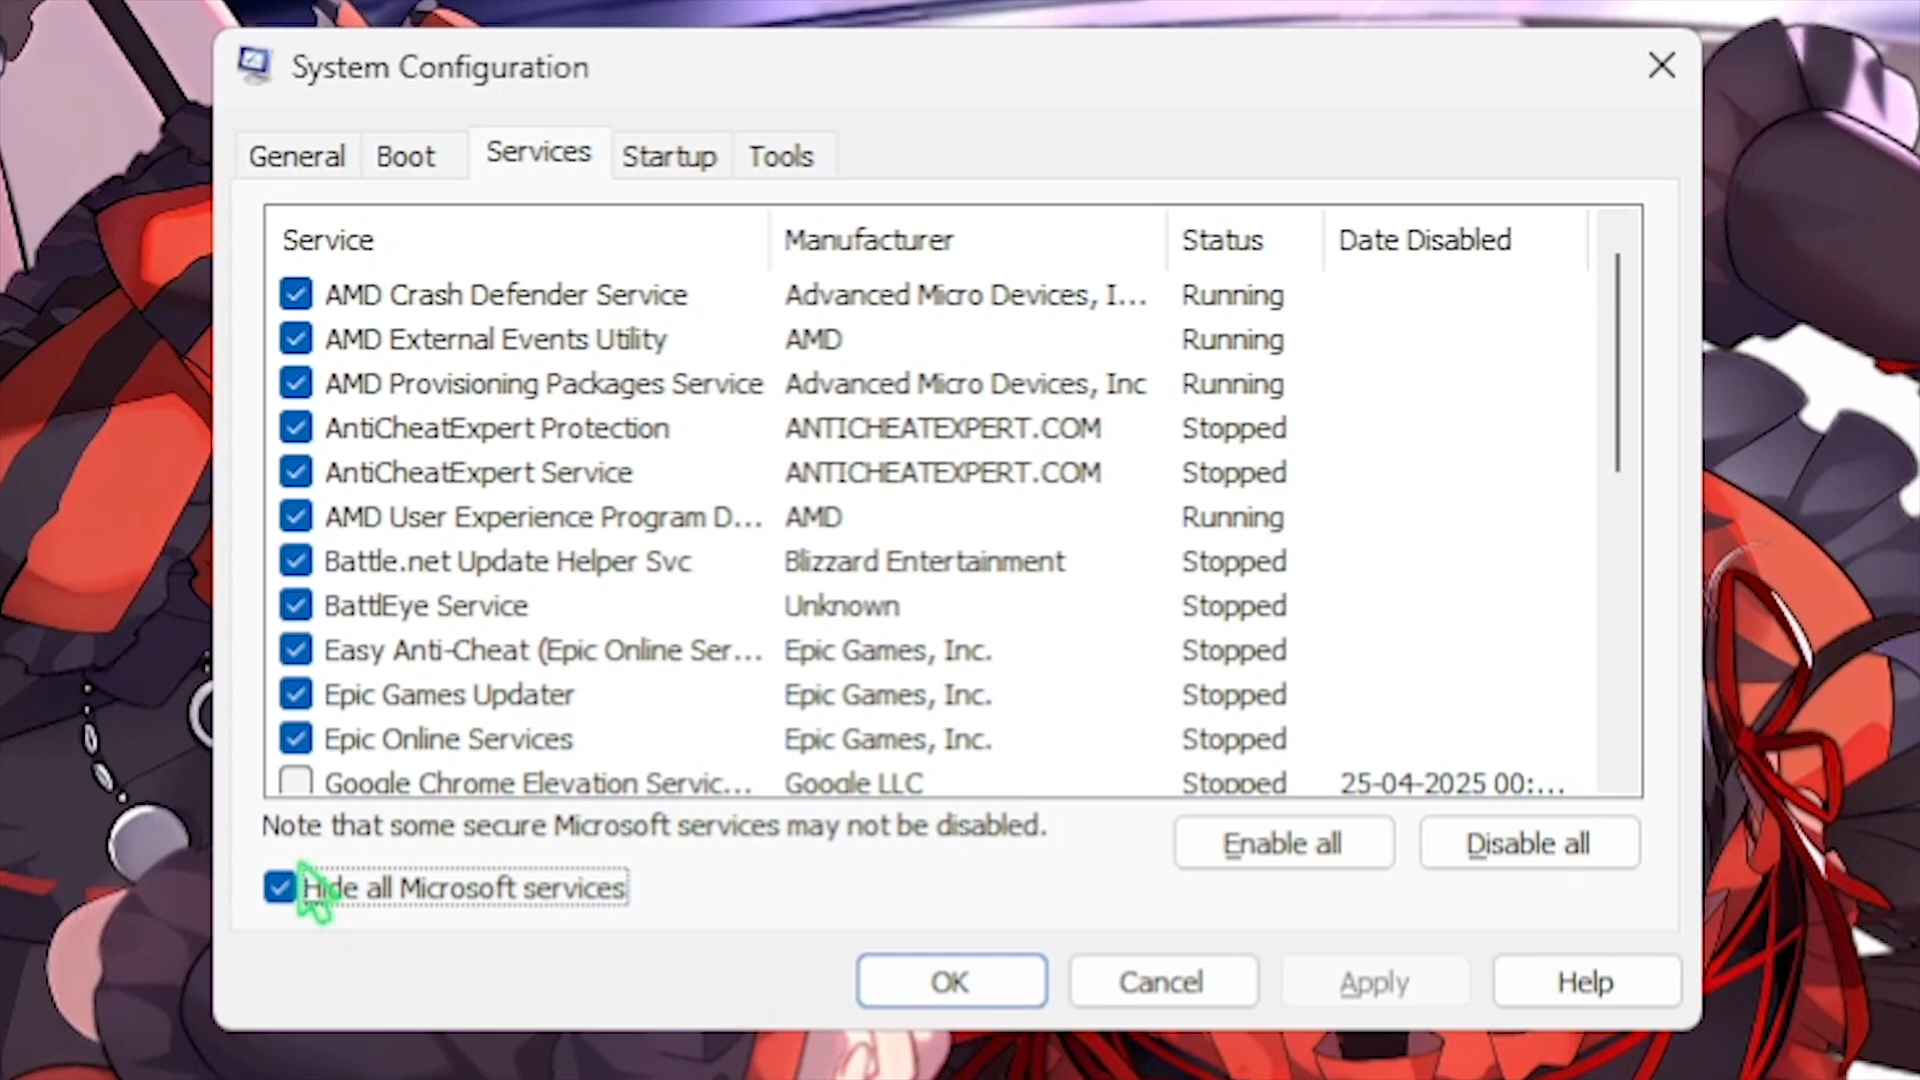 System Configuration
General Boot Services Startup Tools
Service Manufacturer Status Date Disabled
AMD Crash Defender Service Advanced Micro Devices, I... Running
AMD External Events Utility AMD Running
AMD Provisioning Packages Service Advanced Micro Devices, Inc Running
AntiCheatExpert Protection ANTICHEATEXPERT.COM Stopped
AntiCheatExpert Service ANTICHEATEXPERT.COM Stopped
AMD User Experience Program D... AMD Running
Battle.net Update Helper Svc Blizzard Entertainment Stopped
BattlEye Service Unknown Stopped
Easy Anti-Cheat (Epic Online Ser... Epic Games, Inc. Stopped
Epic Games Updater Epic Games, Inc. Stopped
Epic Online Services Epic Games, Inc. Stopped
Google Chrome Elevation Servic... Google LLC Stopped 25-04-2025 00:...
Note that some secure Microsoft services may not be disabled.
Enable all Disable all
Hide all Microsoft services
OK Cancel Apply Help